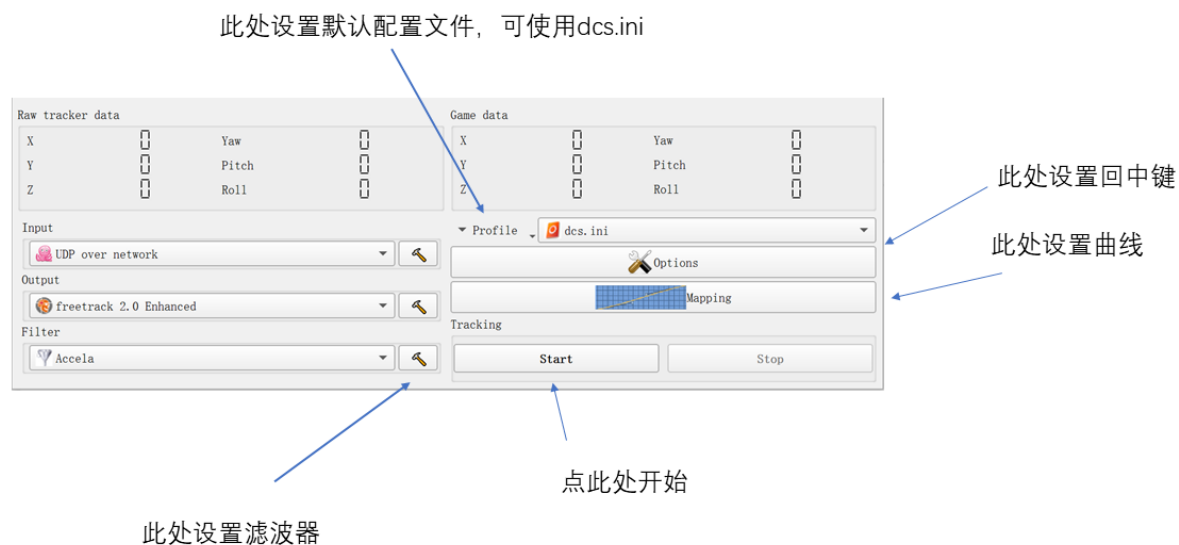 此处设置默认配置文件，可使用dcs.ini
Raw tracker data
Game data
X 0 Yaw 0
X 0 Yaw 0
Y 0 Pitch 0
Y 0 Pitch 0
Z 0 Roll 0
Z 0 Roll 0
此处设置回中键
Input
Profile dcs.ini
此处设置曲线
UDP over network
Options
Output
freetrack 2.0 Enhanced
Mapping
Filter
Tracking
Accela
Start
Stop
点此处开始
此处设置滤波器